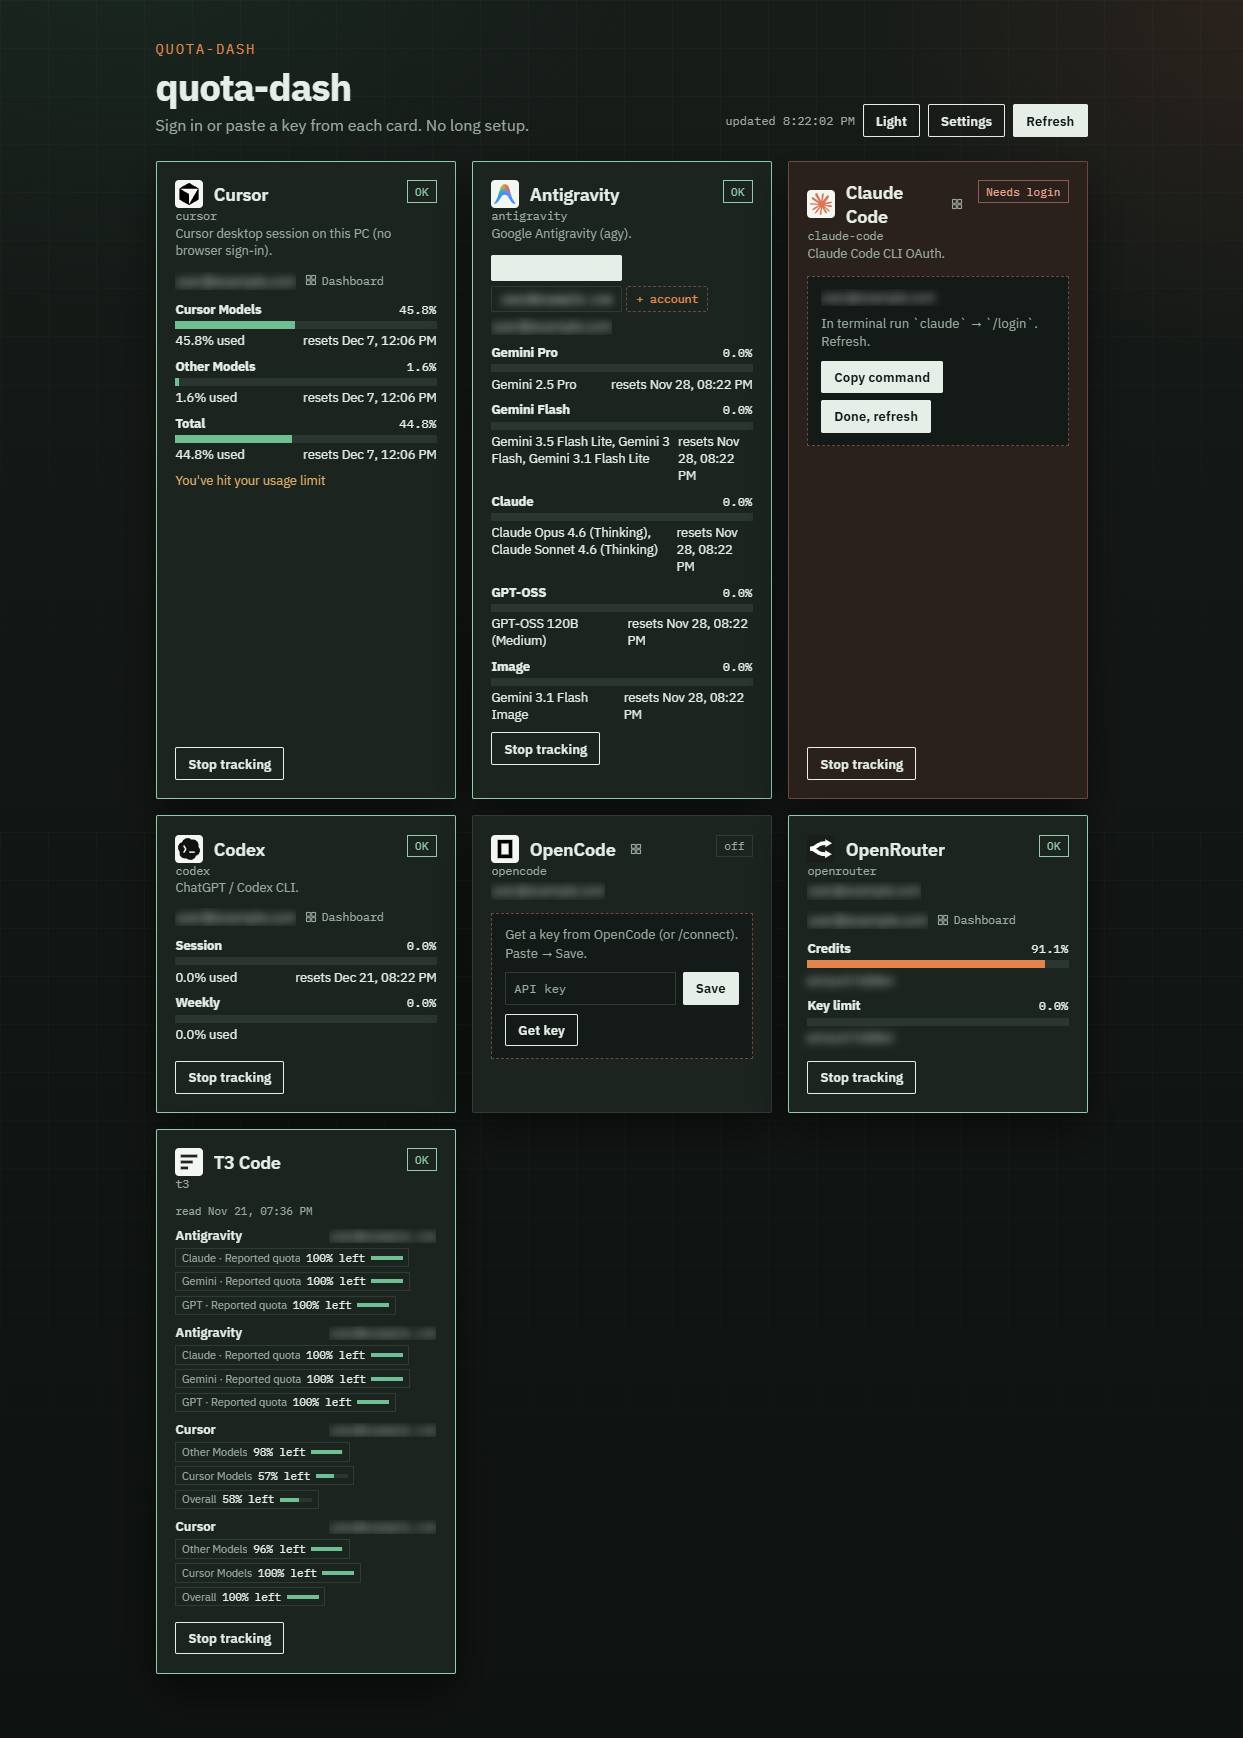 QUOTA-DASH
quota-dash
Sign in or paste a key from each card. No long setup.
updated 8:22:02 PM
Light
Settings
Refresh
Cursor
OK
cursor
Cursor desktop session on this PC (no
browser sign-in).
Dashboard
Cursor Models 45.8%
45.8% used resets Dec 7, 12:06 PM
Other Models 1.6%
1.6% used resets Dec 7, 12:06 PM
Total 44.8%
44.8% used resets Dec 7, 12:06 PM
You've hit your usage limit
Stop tracking
Antigravity
OK
antigravity
Google Antigravity (agy).
+ account
Gemini Pro 0.0%
Gemini 2.5 Pro resets Nov 28, 08:22 PM
Gemini Flash 0.0%
Gemini 3.5 Flash Lite, Gemini 3 resets Nov
Flash, Gemini 3.1 Flash Lite 28, 08:22
PM
Claude 0.0%
Claude Opus 4.6 (Thinking), resets Nov
Claude Sonnet 4.6 (Thinking) 28, 08:22
PM
GPT-OSS 0.0%
GPT-OSS 120B resets Nov 28, 08:22
(Medium) PM
Image 0.0%
Gemini 3.1 Flash resets Nov 28, 08:22
Image PM
Stop tracking
Claude
Code
Needs login
claude-code
Claude Code CLI OAuth.
In terminal run `claude` → `/login`.
Refresh.
Copy command
Done, refresh
Stop tracking
Codex
OK
codex
ChatGPT / Codex CLI.
Dashboard
Session 0.0%
0.0% used resets Dec 21, 08:22 PM
Weekly 0.0%
0.0% used
Stop tracking
OpenCode
off
opencode
Get a key from OpenCode (or /connect).
Paste → Save.
API key
Save
Get key
OpenRouter
OK
openrouter
Dashboard
Credits 91.1%
Key limit 0.0%
Stop tracking
T3 Code
OK
t3
read Nov 21, 07:36 PM
Antigravity
Claude · Reported quota 100% left
Gemini · Reported quota 100% left
GPT · Reported quota 100% left
Antigravity
Claude · Reported quota 100% left
Gemini · Reported quota 100% left
GPT · Reported quota 100% left
Cursor
Other Models 98% left
Cursor Models 57% left
Overall 58% left
Cursor
Other Models 96% left
Cursor Models 100% left
Overall 100% left
Stop tracking